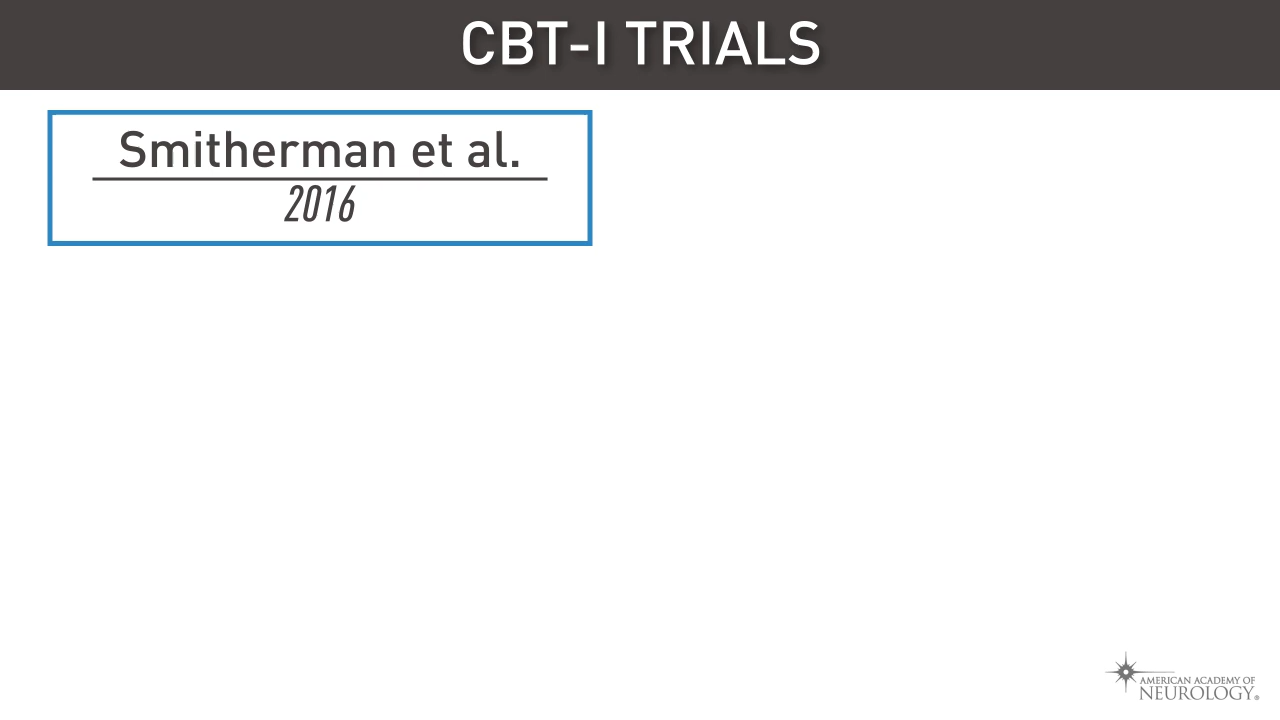 CBT-I TRIALS
Smitherman et al.
2016
AMERICAN ACADEMY OF
NEUROLOGY®